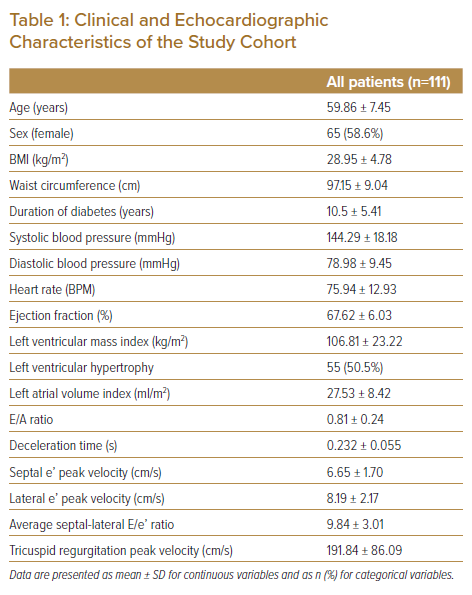 Table 1: Clinical and Echocardiographic
Characteristics of the Study Cohort
All patients (n=111)
Age (years) 59.86 ± 7.45
Sex (female) 65 (58.6%)
BMI (kg/m²) 28.95 ± 4.78
Waist circumference (cm) 97.15 ± 9.04
Duration of diabetes (years) 10.5 ± 5.41
Systolic blood pressure (mmHg) 144.29 ± 18.18
Diastolic blood pressure (mmHg) 78.98 ± 9.45
Heart rate (BPM) 75.94 ± 12.93
Ejection fraction (%) 67.62 ± 6.03
Left ventricular mass index (kg/m²) 106.81 ± 23.22
Left ventricular hypertrophy 55 (50.5%)
Left atrial volume index (ml/m²) 27.53 ± 8.42
E/A ratio 0.81 ± 0.24
Deceleration time (s) 0.232 ± 0.055
Septal e’ peak velocity (cm/s) 6.65 ± 1.70
Lateral e’ peak velocity (cm/s) 8.19 ± 2.17
Average septal-lateral E/e’ ratio 9.84 ± 3.01
Tricuspid regurgitation peak velocity (cm/s) 191.84 ± 86.09
Data are presented as mean ± SD for continuous variables and as n (%) for categorical variables.